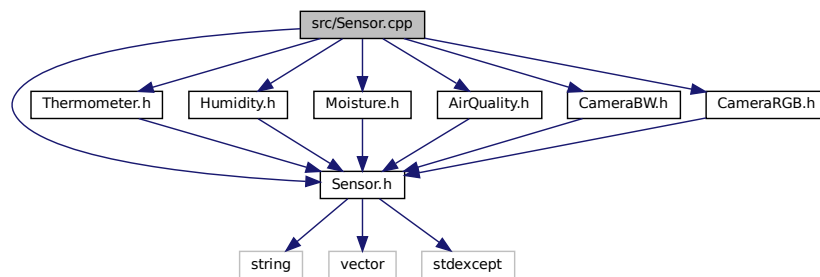 src/Sensor.cpp
Thermometer.h
Humidity.h
Moisture.h
AirQuality.h
CameraBW.h
CameraRGB.h
Sensor.h
string
vector
stdexcept